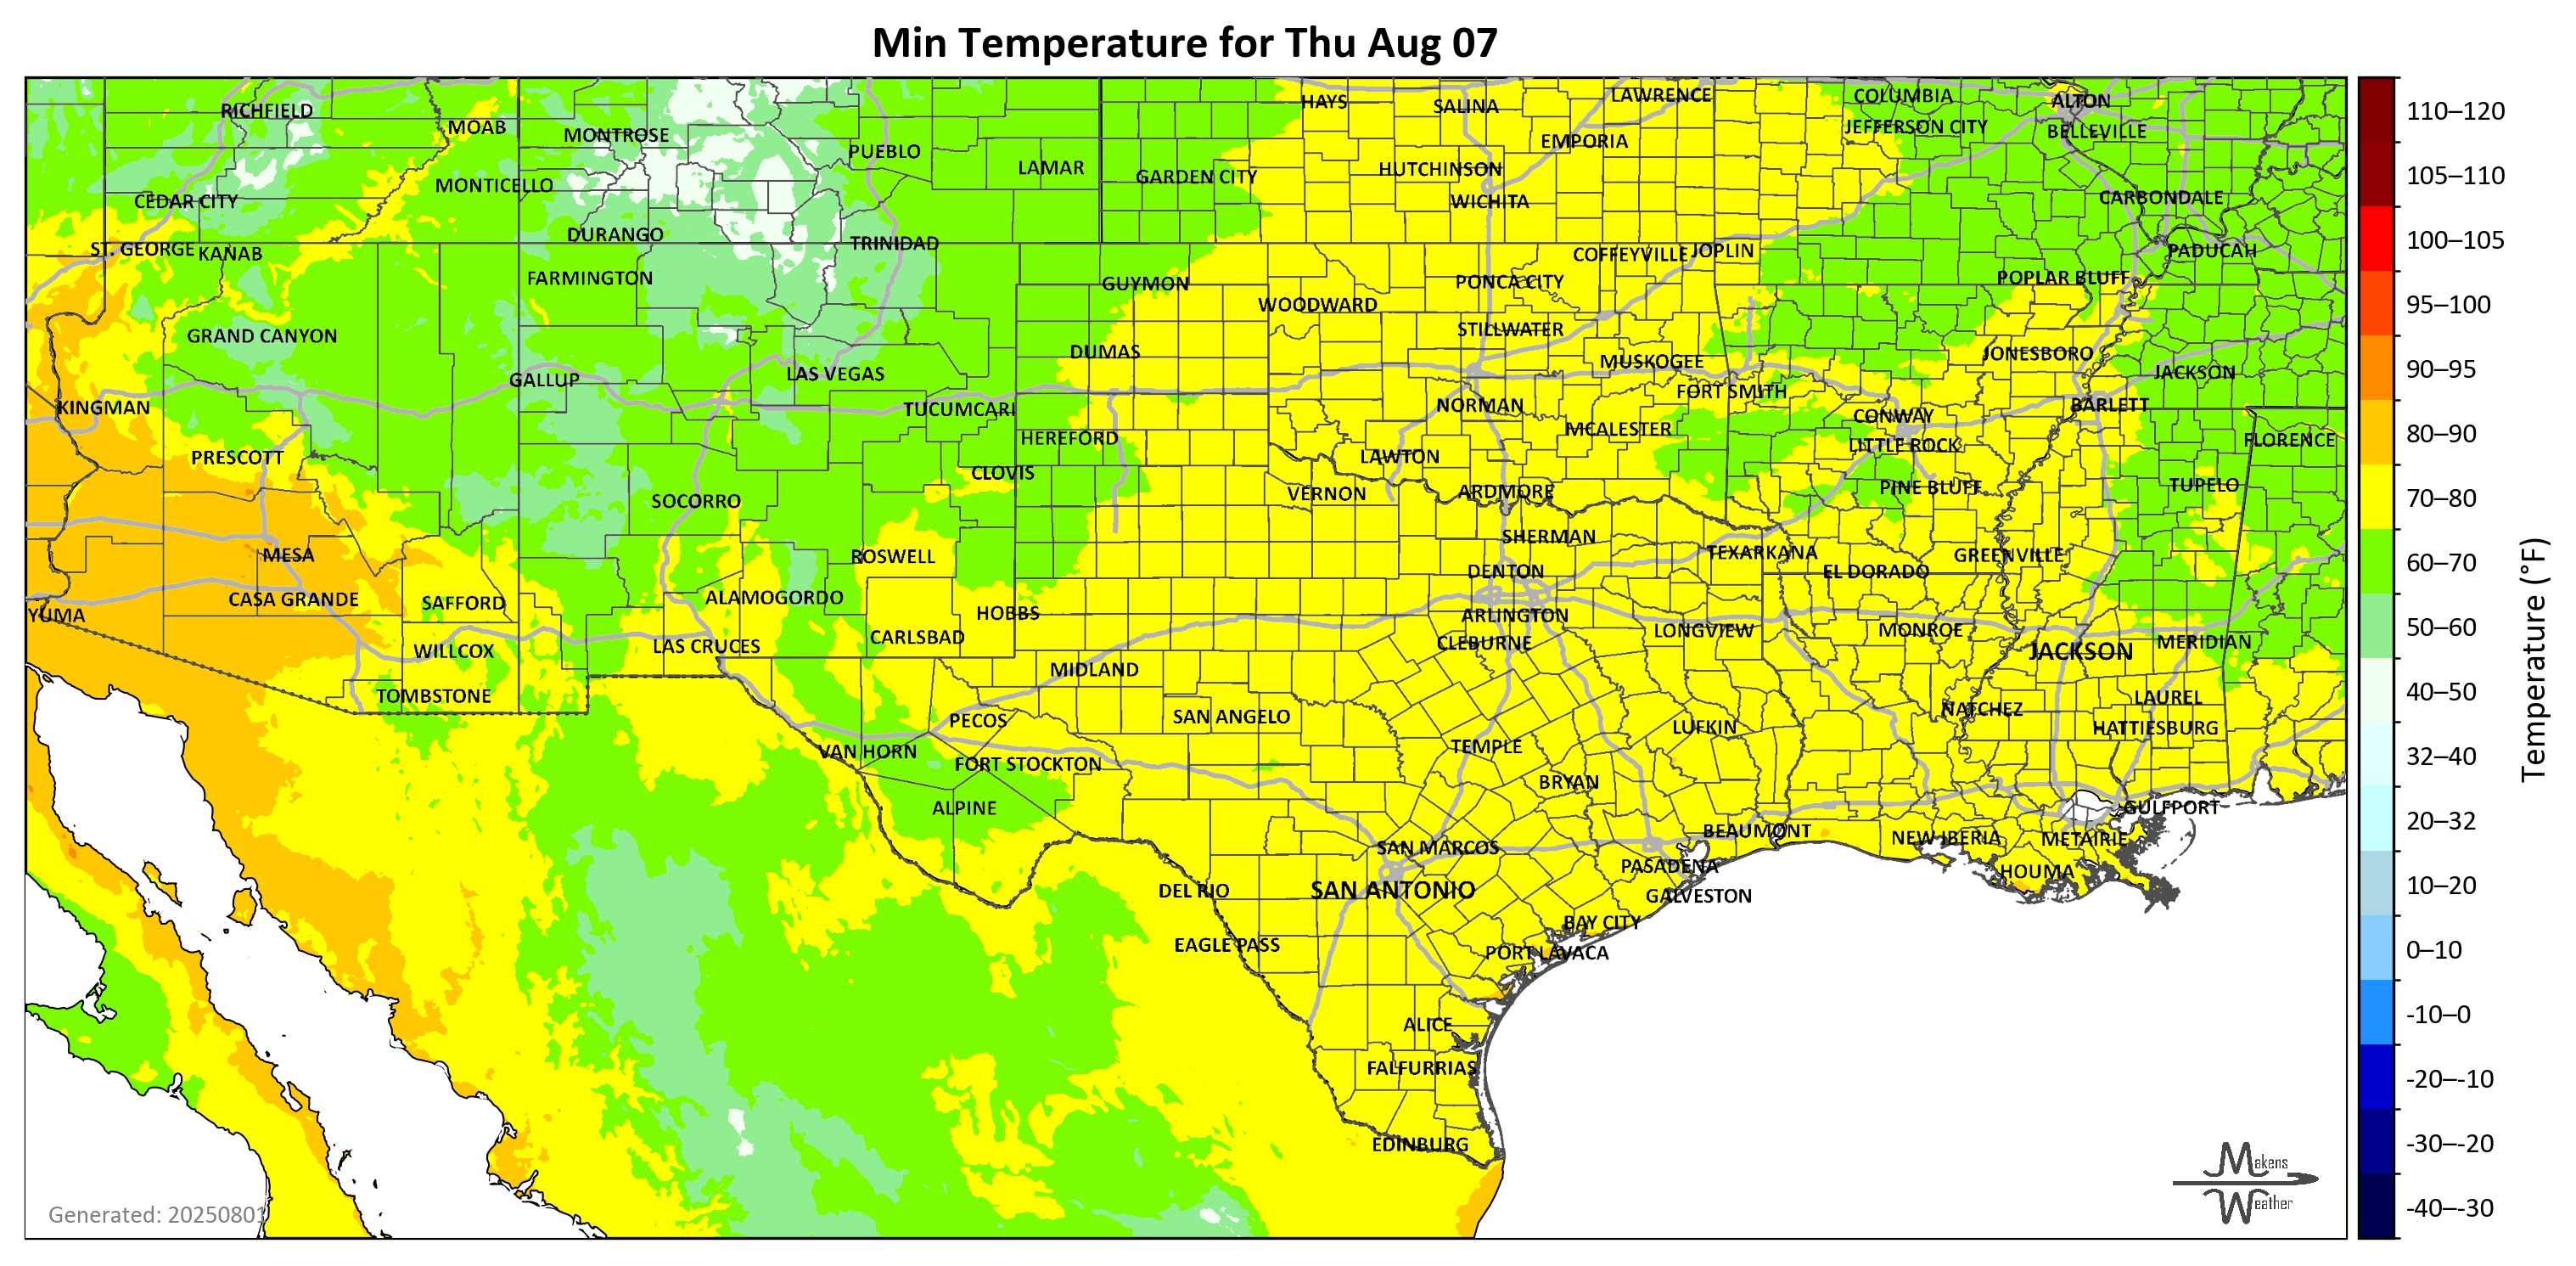 Min Temperature for Thu Aug 07
RICHFIELD
MOAB
MONTROSE
PUEBLO
LAMAR
GARDEN CITY
HAYS
SALINA
LAWRENCE
EMPORIA
HUTCHINSON
WICHITA
COLUMBIA
JEFFERSON CITY
ALTON
BELLEVILLE
CARBONDALE
MONTICELLO
CEDAR CITY
ST. GEORGE
KANAB
DURANGO
TRINIDAD
FARMINGTON
GUYMON
WOODWARD
PONCA CITY
COFFEYVILLE
JOPLIN
POPLAR BLUFF
PADUCAH
GRAND CANYON
DUMAS
STILLWATER
MUSKOGEE
JONESBORO
JACKSON
GALLUP
LAS VEGAS
KINGMAN
TUCUMCARI
NORMAN
FORT SMITH
CONWAY
BARLETT
HEREFORD
MCALESTER
LITTLE ROCK
FLORENCE
PRESCOTT
CLOVIS
LAWTON
SOCORRO
VERNON
ARDMORE
PINE BLUFF
TUPELO
MESA
ROSWELL
SHERMAN
TEXARKANA
GREENVILLE
DENTON
EL DORADO
YUMA
CASA GRANDE
SAFFORD
ALAMOGORDO
HOBBS
ARLINGTON
WILLCOX
LAS CRUCES
CARLSBAD
CLEBURNE
LONGVIEW
MONROE
JACKSON
MERIDIAN
TOMBSTONE
MIDLAND
PECOS
SAN ANGELO
LUFKIN
NATCHEZ
LAUREL
HATTIESBURG
VAN HORN
FORT STOCKTON
TEMPLE
BRYAN
ALPINE
GULFPORT
BEAUMONT
NEW IBERIA
METAIRIE
SAN MARCOS
PASADENA
HOUMA
DEL RIO
SAN ANTONIO
GALVESTON
BAY CITY
EAGLE PASS
PORT LAVACA
ALICE
FALFURRIAS
EDINBURG
Generated: 20250801
Makens
Weather
110–120
105–110
100–105
95–100
90–95
80–90
70–80
60–70
50–60
40–50
32–40
20–32
10–20
0–10
-10–0
-20–-10
-30–-20
-40–-30
Temperature (°F)